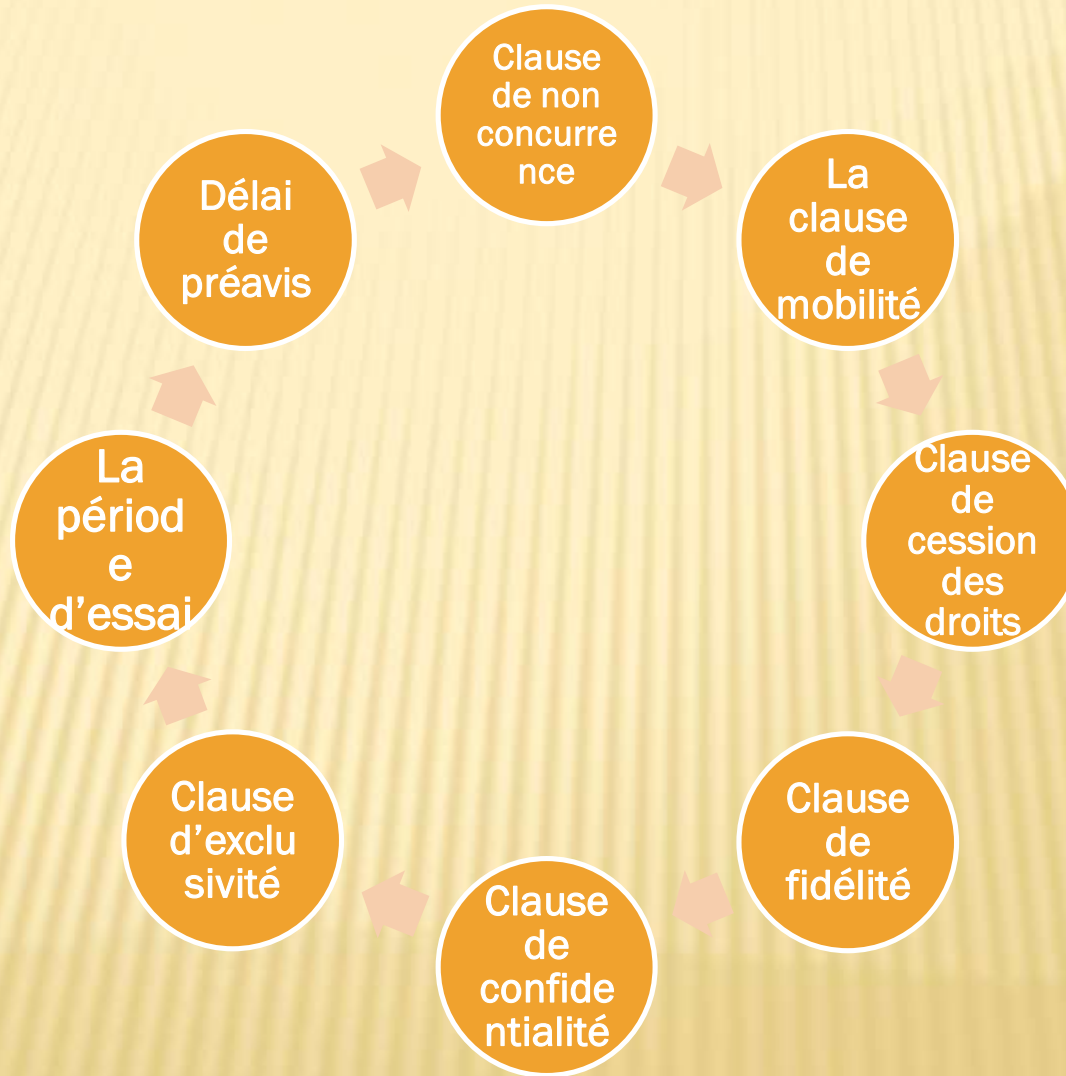 Clause
de non
concurre
nce
La
clause
de
mobilité
Clause
de
cession
des
droits
Clause
de
fidélité
Clause
de
confide
ntialité
Clause
d’exclu
sivité
La
périod
e
d’essai
Délai
de
préavis